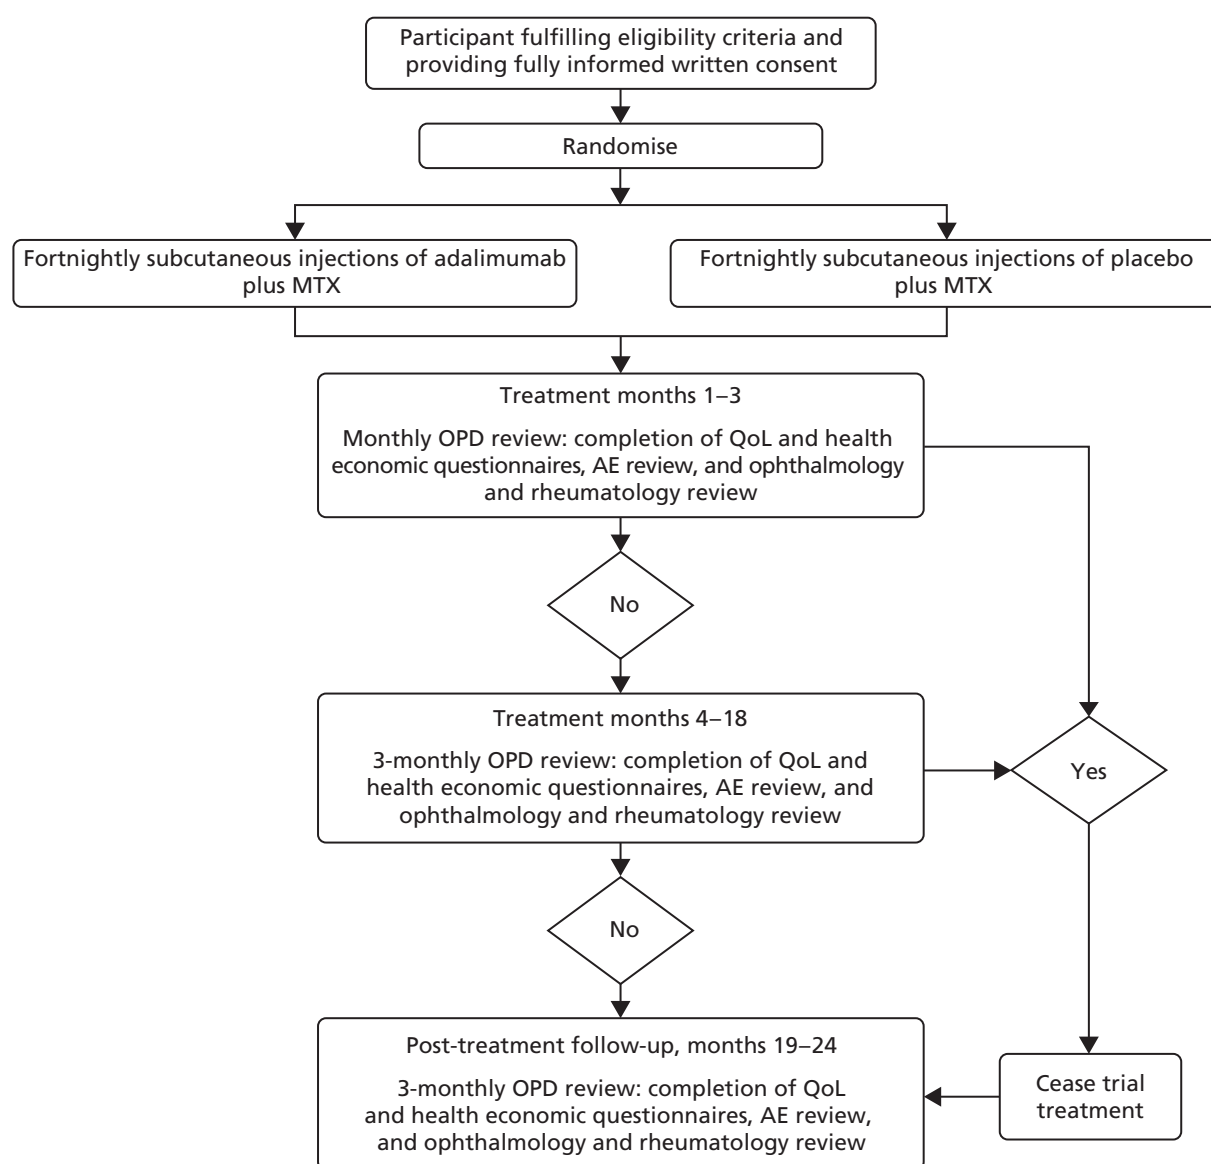 Participant fulfilling eligibility criteria and
providing fully informed written consent
Randomise
Fortnightly subcutaneous injections of adalimumab
plus MTX
Fortnightly subcutaneous injections of placebo
plus MTX
Treatment months 1–3
Monthly OPD review: completion of QoL and health
economic questionnaires, AE review, and ophthalmology
and rheumatology review
No
Treatment months 4–18
3-monthly OPD review: completion of QoL and
health economic questionnaires, AE review, and
ophthalmology and rheumatology review
Yes
No
Post-treatment follow-up, months 19–24
3-monthly OPD review: completion of QoL
and health economic questionnaires, AE review,
and ophthalmology and rheumatology review
Cease trial
treatment